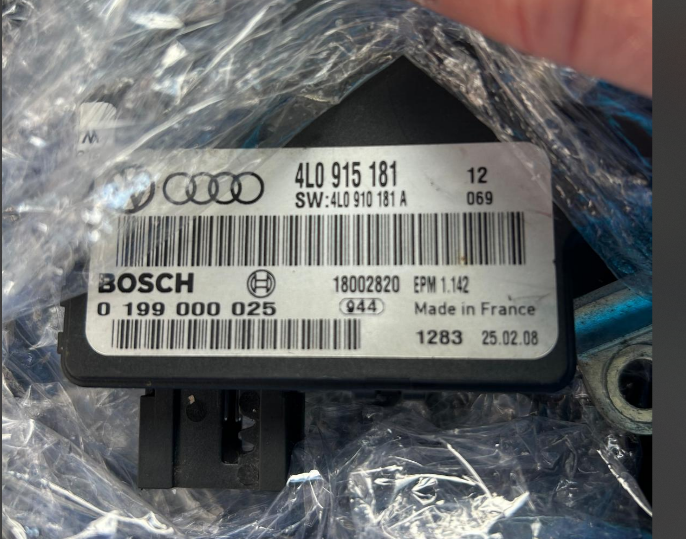 4L0 915 181 12
SW:4L0 910 181 A 069
BOSCH 18002820 EPM 1.142
0 199 000 025 944 Made in France
1283 25.02.08